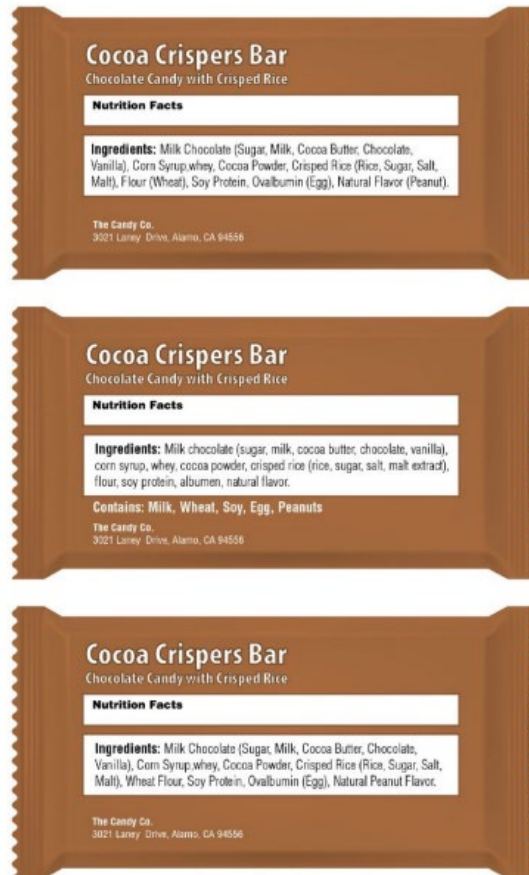 Cocoa Crispers Bar
Chocolate Candy with Crisped Rice
Nutrition Facts
Ingredients: Milk Chocolate (Sugar, Milk, Cocoa Butter, Chocolate,
Vanilla), Corn Syrup,whey, Cocoa Powder, Crisped Rice (Rice, Sugar, Salt,
Malt), Flour (Wheat), Soy Protein, Ovalbumin (Egg), Natural Flavor (Peanut).
The Candy Co.
3021 Laney Drive, Alamo, CA 94556
Cocoa Crispers Bar
Chocolate Candy with Crisped Rice
Nutrition Facts
Ingredients: Milk chocolate (sugar, milk, cocoa butter, chocolate, vanilla),
corn syrup, whey, cocoa powder, crisped rice (rice, sugar, salt, malt extract),
flour, soy protein, albumen, natural flavor.
Contains: Milk, Wheat, Soy, Egg, Peanuts
The Candy Co.
3021 Laney Drive, Alamo, CA 94556
Cocoa Crispers Bar
Chocolate Candy with Crisped Rice
Nutrition Facts
Ingredients: Milk Chocolate (Sugar, Milk, Cocoa Butter, Chocolate,
Vanilla), Corn Syrup,whey, Cocoa Powder, Crisped Rice (Rice, Sugar, Salt,
Malt), Wheat Flour, Soy Protein, Ovalbumin (Egg), Natural Peanut Flavor.
The Candy Co.
3021 Laney Drive, Alamo, CA 94556